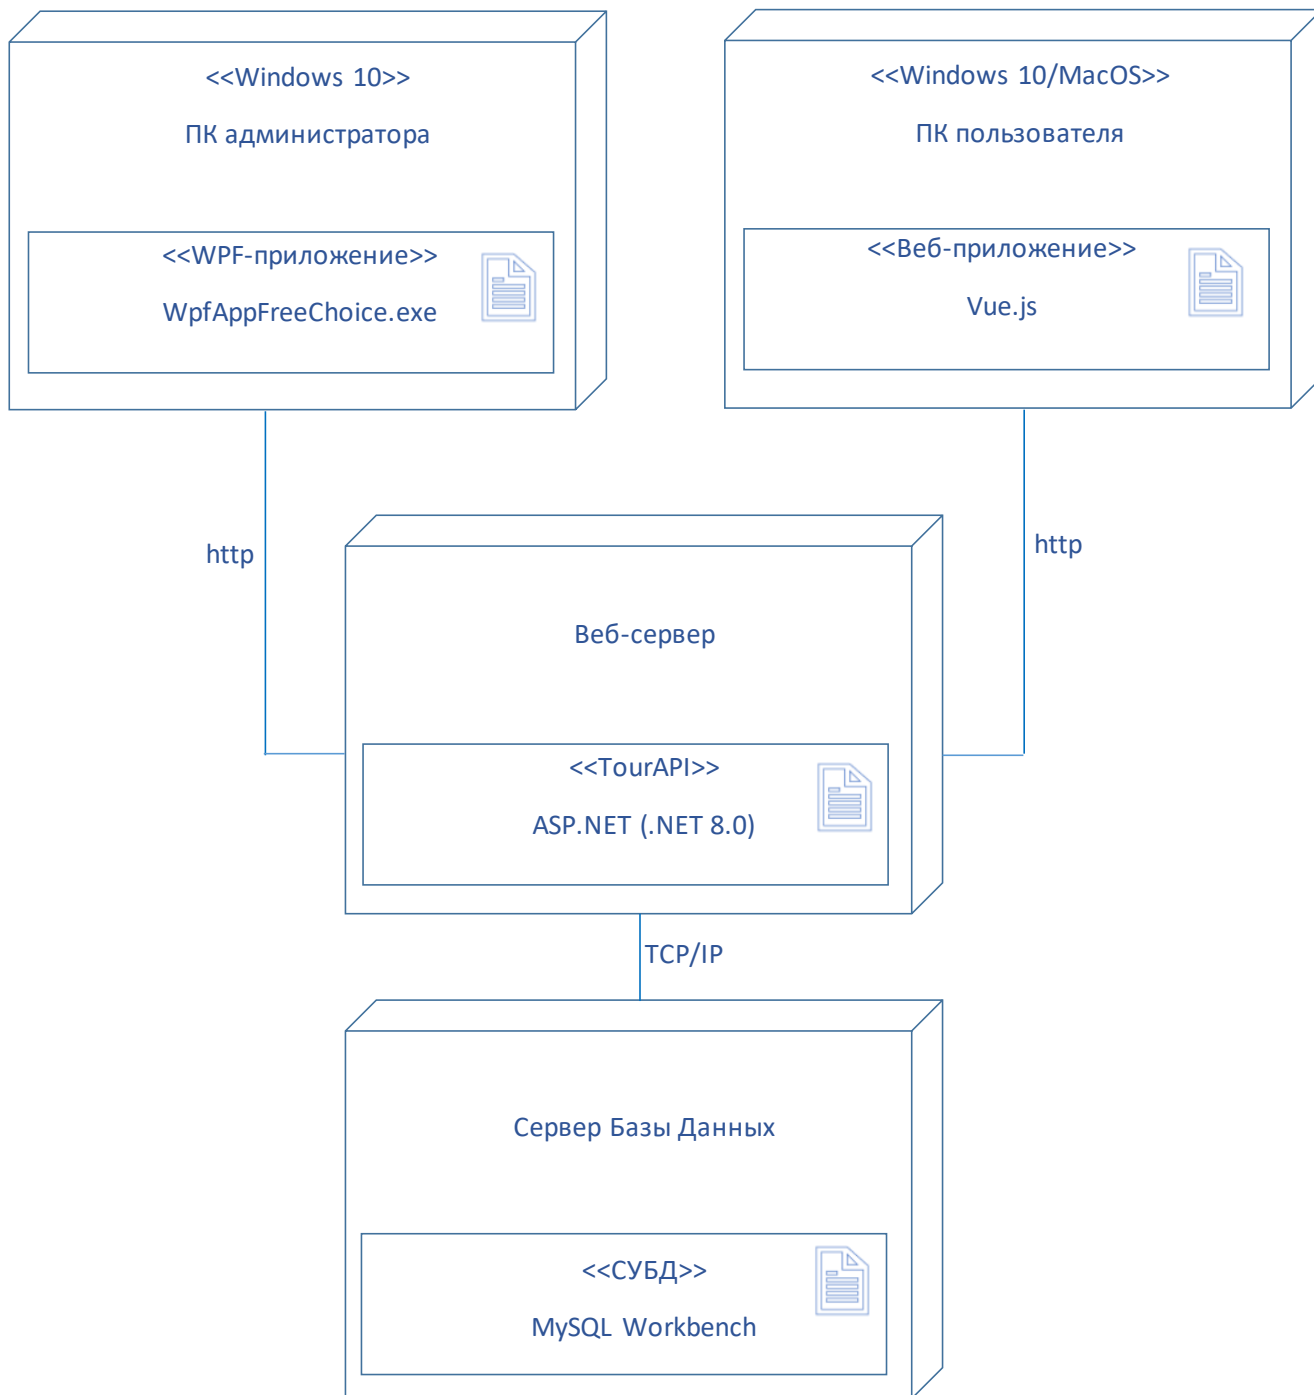 <<Windows 10>>
ПК администратора
<<WPF-приложение>>
WpfAppFreeChoice.exe
<<Windows 10/MacOS>>
ПК пользователя
<<Веб-приложение>>
Vue.js
http
http
Веб-сервер
<<TourAPI>>
ASP.NET (.NET 8.0)
TCP/IP
Сервер Базы Данных
<<СУБД>>
MySQL Workbench